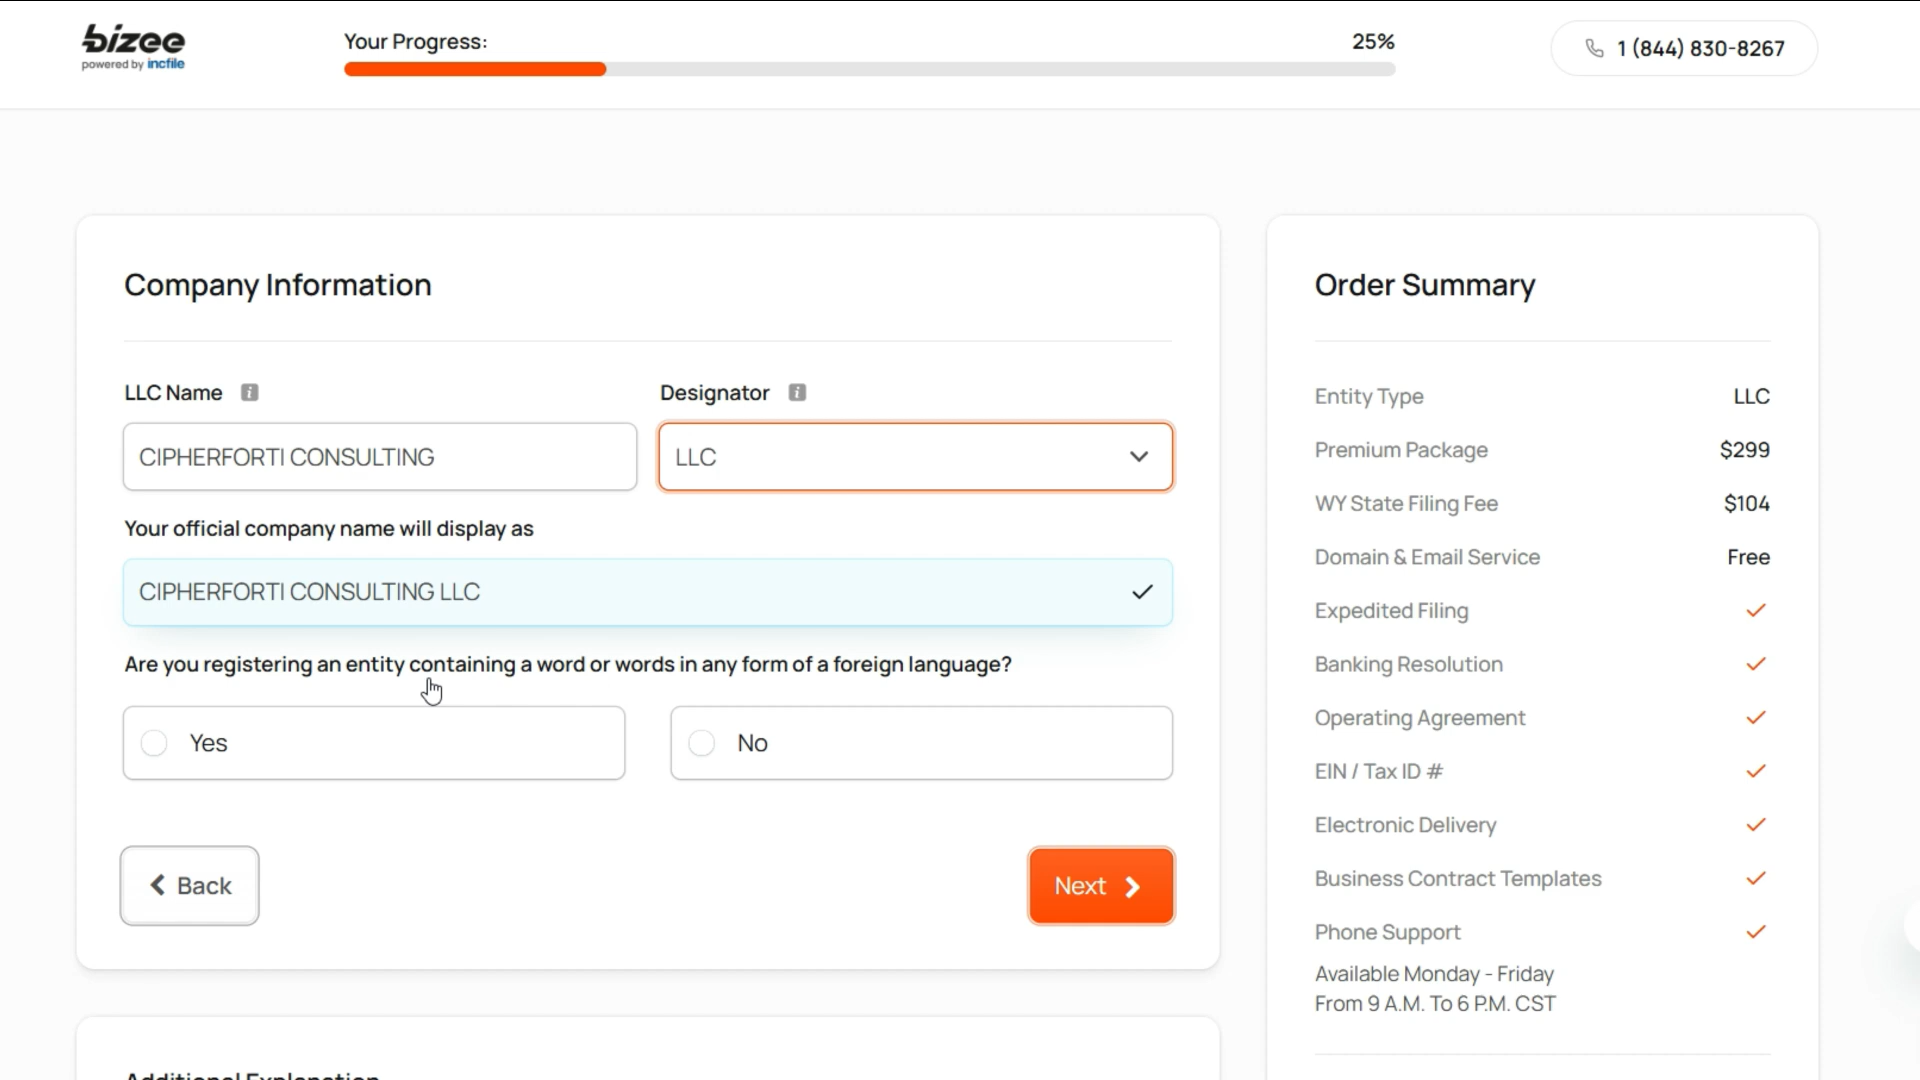 bizee
powered by incfile
Your Progress:
25%
1 (844) 830-8267
Company Information
LLC Name
Designator
CIPHERFORTI CONSULTING
LLC
Your official company name will display as
CIPHERFORTI CONSULTING LLC
Are you registering an entity containing a word or words in any form of a foreign language?
Yes
No
Back
Next
Additional Explanation
Order Summary
Entity Type LLC
Premium Package $299
WY State Filing Fee $104
Domain & Email Service Free
Expedited Filing
Banking Resolution
Operating Agreement
EIN / Tax ID #
Electronic Delivery
Business Contract Templates
Phone Support
Available Monday - Friday
From 9 A.M. To 6 P.M. CST